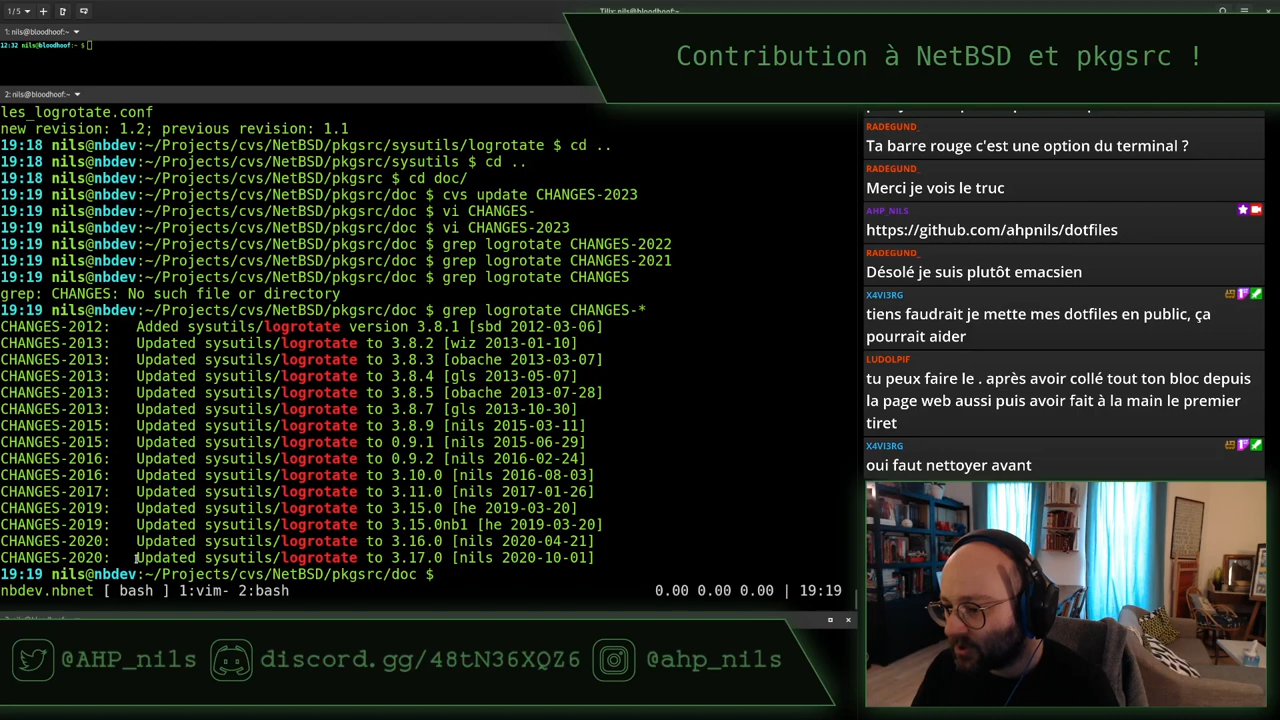 1/5
Tilix: nils@bloodhoof:~
1: nils@bloodhoof:~
12:32 nils@bloodhoof:~ $
Contribution à NetBSD et pkgsrc !
2: nils@bloodhoof:~
les_logrotate.conf
new revision: 1.2; previous revision: 1.1
19:18 nils@nbdev:~/Projects/cvs/NetBSD/pkgsrc/sysutils/logrotate $ cd ..
19:18 nils@nbdev:~/Projects/cvs/NetBSD/pkgsrc/sysutils $ cd ..
19:18 nils@nbdev:~/Projects/cvs/NetBSD/pkgsrc $ cd doc/
19:19 nils@nbdev:~/Projects/cvs/NetBSD/pkgsrc/doc $ cvs update CHANGES-2023
19:19 nils@nbdev:~/Projects/cvs/NetBSD/pkgsrc/doc $ vi CHANGES-
19:19 nils@nbdev:~/Projects/cvs/NetBSD/pkgsrc/doc $ vi CHANGES-2023
19:19 nils@nbdev:~/Projects/cvs/NetBSD/pkgsrc/doc $ grep logrotate CHANGES-2022
19:19 nils@nbdev:~/Projects/cvs/NetBSD/pkgsrc/doc $ grep logrotate CHANGES-2021
19:19 nils@nbdev:~/Projects/cvs/NetBSD/pkgsrc/doc $ grep logrotate CHANGES
grep: CHANGES: No such file or directory
19:19 nils@nbdev:~/Projects/cvs/NetBSD/pkgsrc/doc $ grep logrotate CHANGES-*
CHANGES-2012: Added sysutils/logrotate version 3.8.1 [sbd 2012-03-06]
CHANGES-2013: Updated sysutils/logrotate to 3.8.2 [wiz 2013-01-10]
CHANGES-2013: Updated sysutils/logrotate to 3.8.3 [obache 2013-03-07]
CHANGES-2013: Updated sysutils/logrotate to 3.8.4 [gls 2013-05-07]
CHANGES-2013: Updated sysutils/logrotate to 3.8.5 [obache 2013-07-28]
CHANGES-2013: Updated sysutils/logrotate to 3.8.7 [gls 2013-10-30]
CHANGES-2015: Updated sysutils/logrotate to 3.8.9 [nils 2015-03-11]
CHANGES-2015: Updated sysutils/logrotate to 0.9.1 [nils 2015-06-29]
CHANGES-2016: Updated sysutils/logrotate to 0.9.2 [nils 2016-02-24]
CHANGES-2016: Updated sysutils/logrotate to 3.10.0 [nils 2016-08-03]
CHANGES-2017: Updated sysutils/logrotate to 3.11.0 [nils 2017-01-26]
CHANGES-2019: Updated sysutils/logrotate to 3.15.0 [he 2019-03-20]
CHANGES-2019: Updated sysutils/logrotate to 3.15.0nb1 [he 2019-03-20]
CHANGES-2020: Updated sysutils/logrotate to 3.16.0 [nils 2020-04-21]
CHANGES-2020: Updated sysutils/logrotate to 3.17.0 [nils 2020-10-01]
19:19 nils@nbdev:~/Projects/cvs/NetBSD/pkgsrc/doc $
nbdev.nbnet [ bash ] 1:vim- 2:bash 0.00 0.00 0.00 | 19:19
RADEGUND_
Ta barre rouge c'est une option du terminal ?
RADEGUND_
Merci je vois le truc
AHP_NILS
https://github.com/ahpnils/dotfiles
RADEGUND_
Désolé je suis plutôt emacsien
X4VI3RG
tiens faudrait je mette mes dotfiles en public, ça
pourrait aider
LUDOLPIF
tu peux faire le . après avoir collé tout ton bloc depuis
la page web aussi puis avoir fait à la main le premier
tiret
X4VI3RG
oui faut nettoyer avant
@AHP_nils
discord.gg/48tN36XQZ6
@ahp_nils